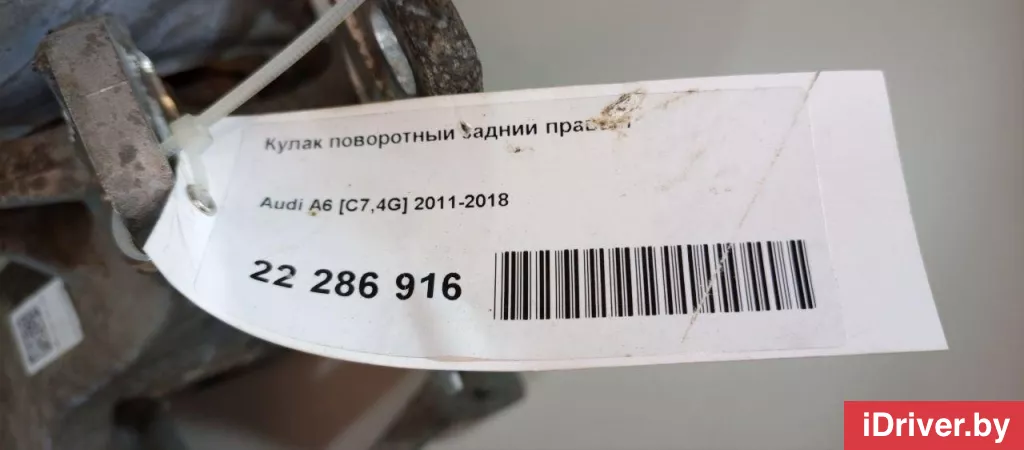 Кулак поворотный задний правый
Audi A6 [C7,4G] 2011-2018
22 286 916
iDriver.by